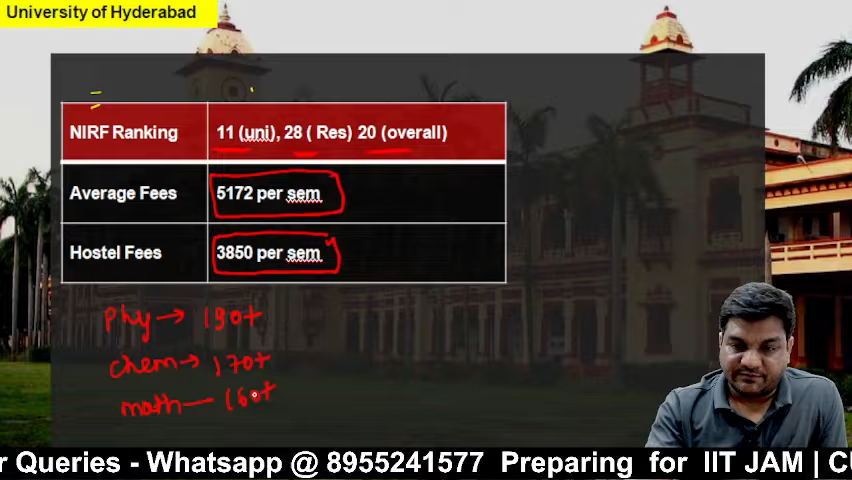 University of Hyderabad
NIRF Ranking 11 (uni), 28 ( Res) 20 (overall)
Average Fees 5172 per sem
Hostel Fees 3850 per sem
Phy → 190+
Chem → 170+
math — 160+
r Queries - Whatsapp @ 8955241577 Preparing for IIT JAM | CU